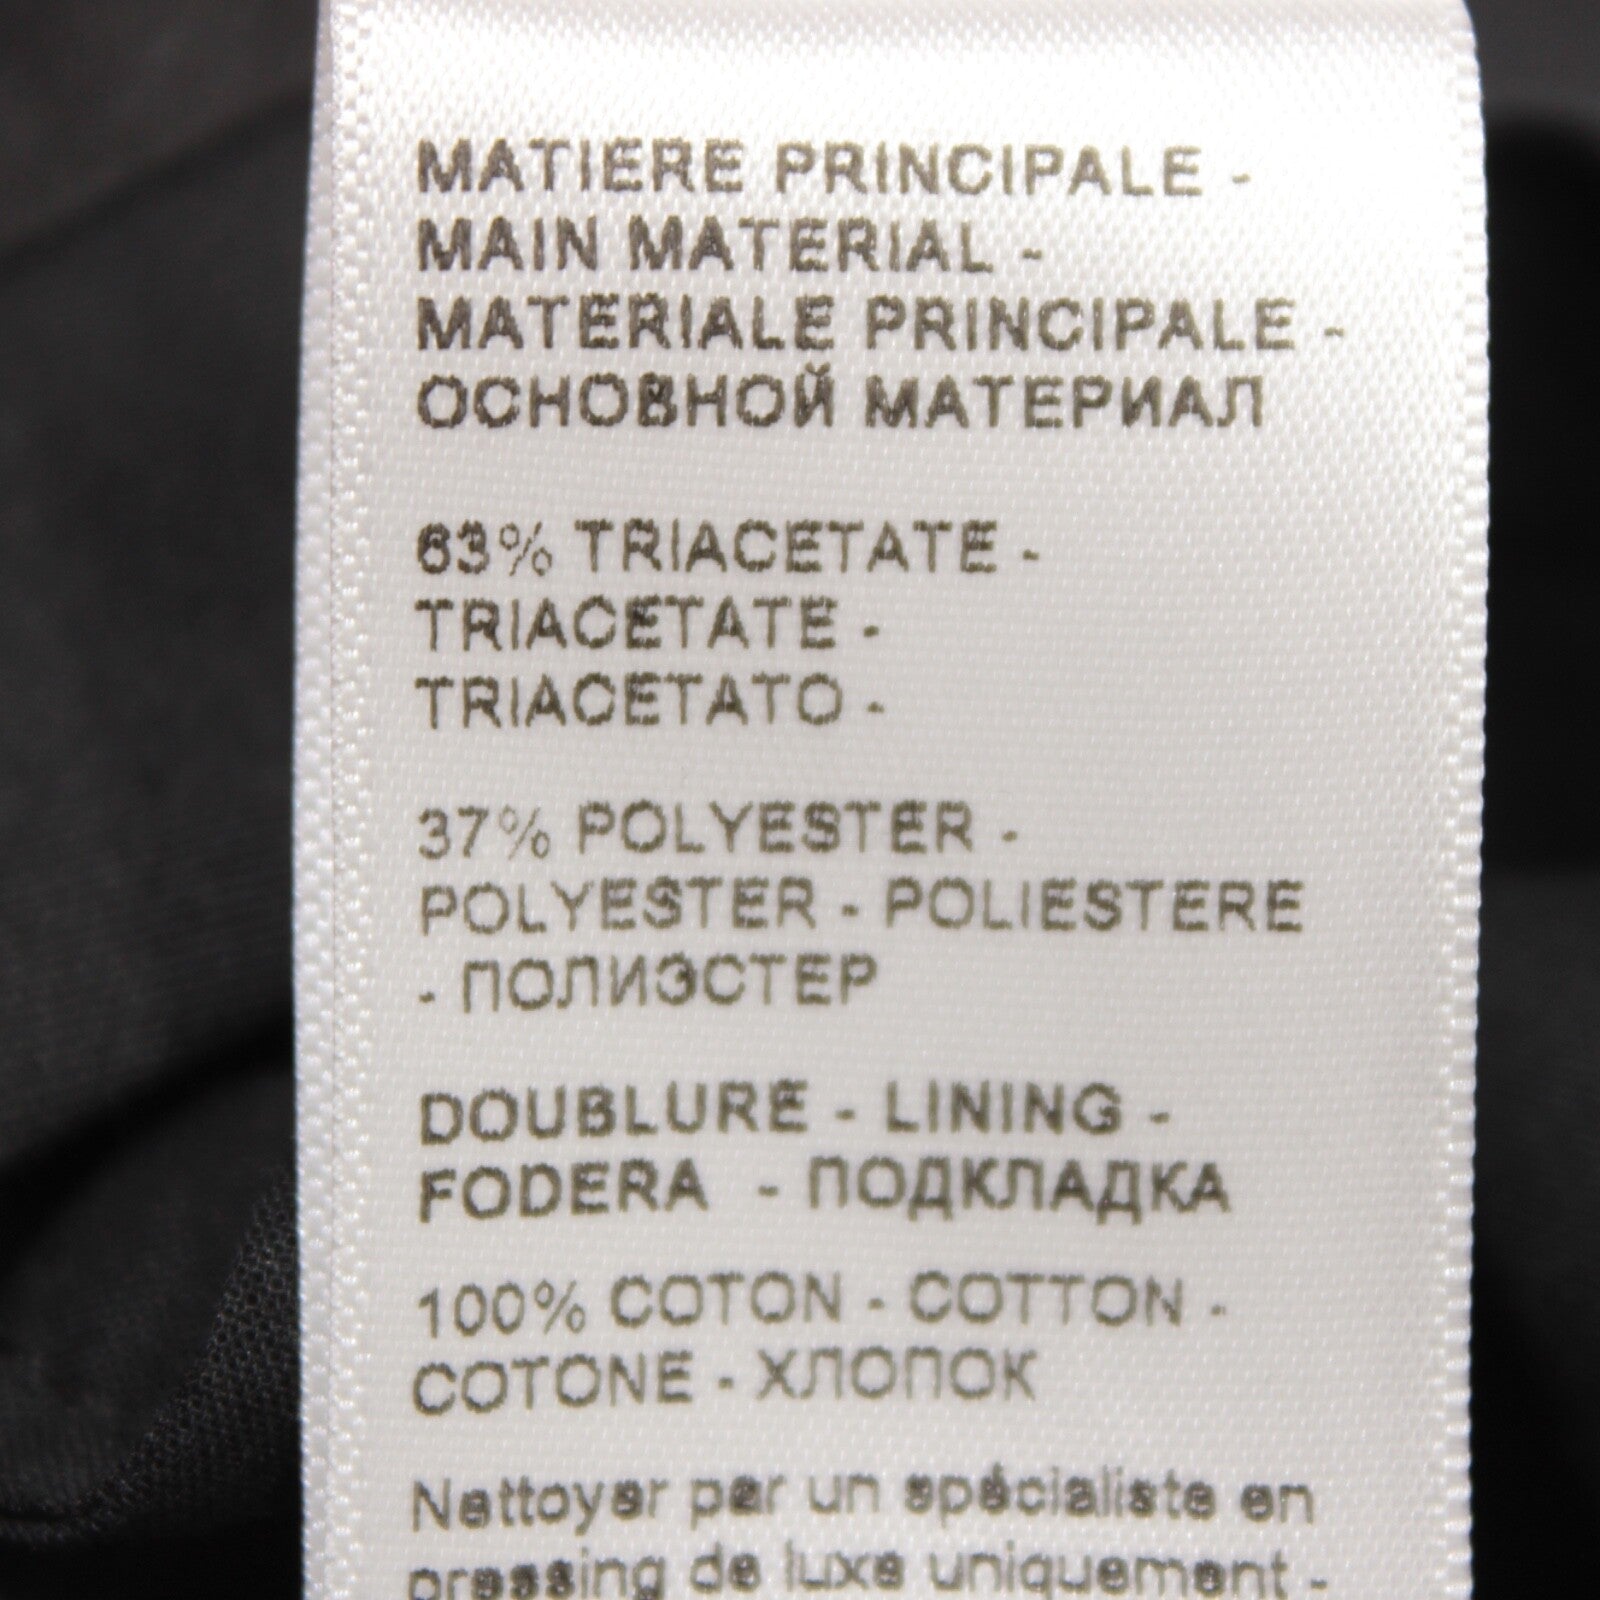 MATIERE PRINCIPALE -
MAIN MATERIAL -
MATERIALE PRINCIPALE -
ОСНОВНОЙ МАТЕРИАЛ
63% TRIACETATE -
TRIACETATE -
TRIACETATO -
37% POLYESTER -
POLYESTER - POLIESTERE
- ПОЛИЭСТЕР
DOUBLURE - LINING -
FODERA - ПОДКЛАДКА
100% COTON - COTTON -
COTONE - ХЛОПОК
Nettoyer par un spécialiste en
pressing de luxe uniquement -